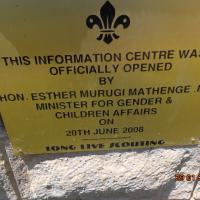 THIS INFORMATION CENTRE WAS
OFFICIALLY OPENED
BY
HON. ESTHER MURUGI MATHENGE
MINISTER FOR GENDER &
CHILDREN AFFAIRS
ON
20TH JUNE 2008
LONG LIVE SCOUTING